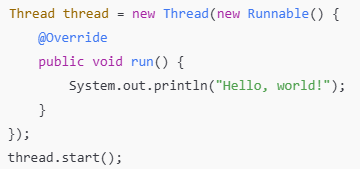 Thread thread = new Thread(new Runnable() {
    @Override
    public void run() {
        System.out.println("Hello, world!");
    }
});
thread.start();